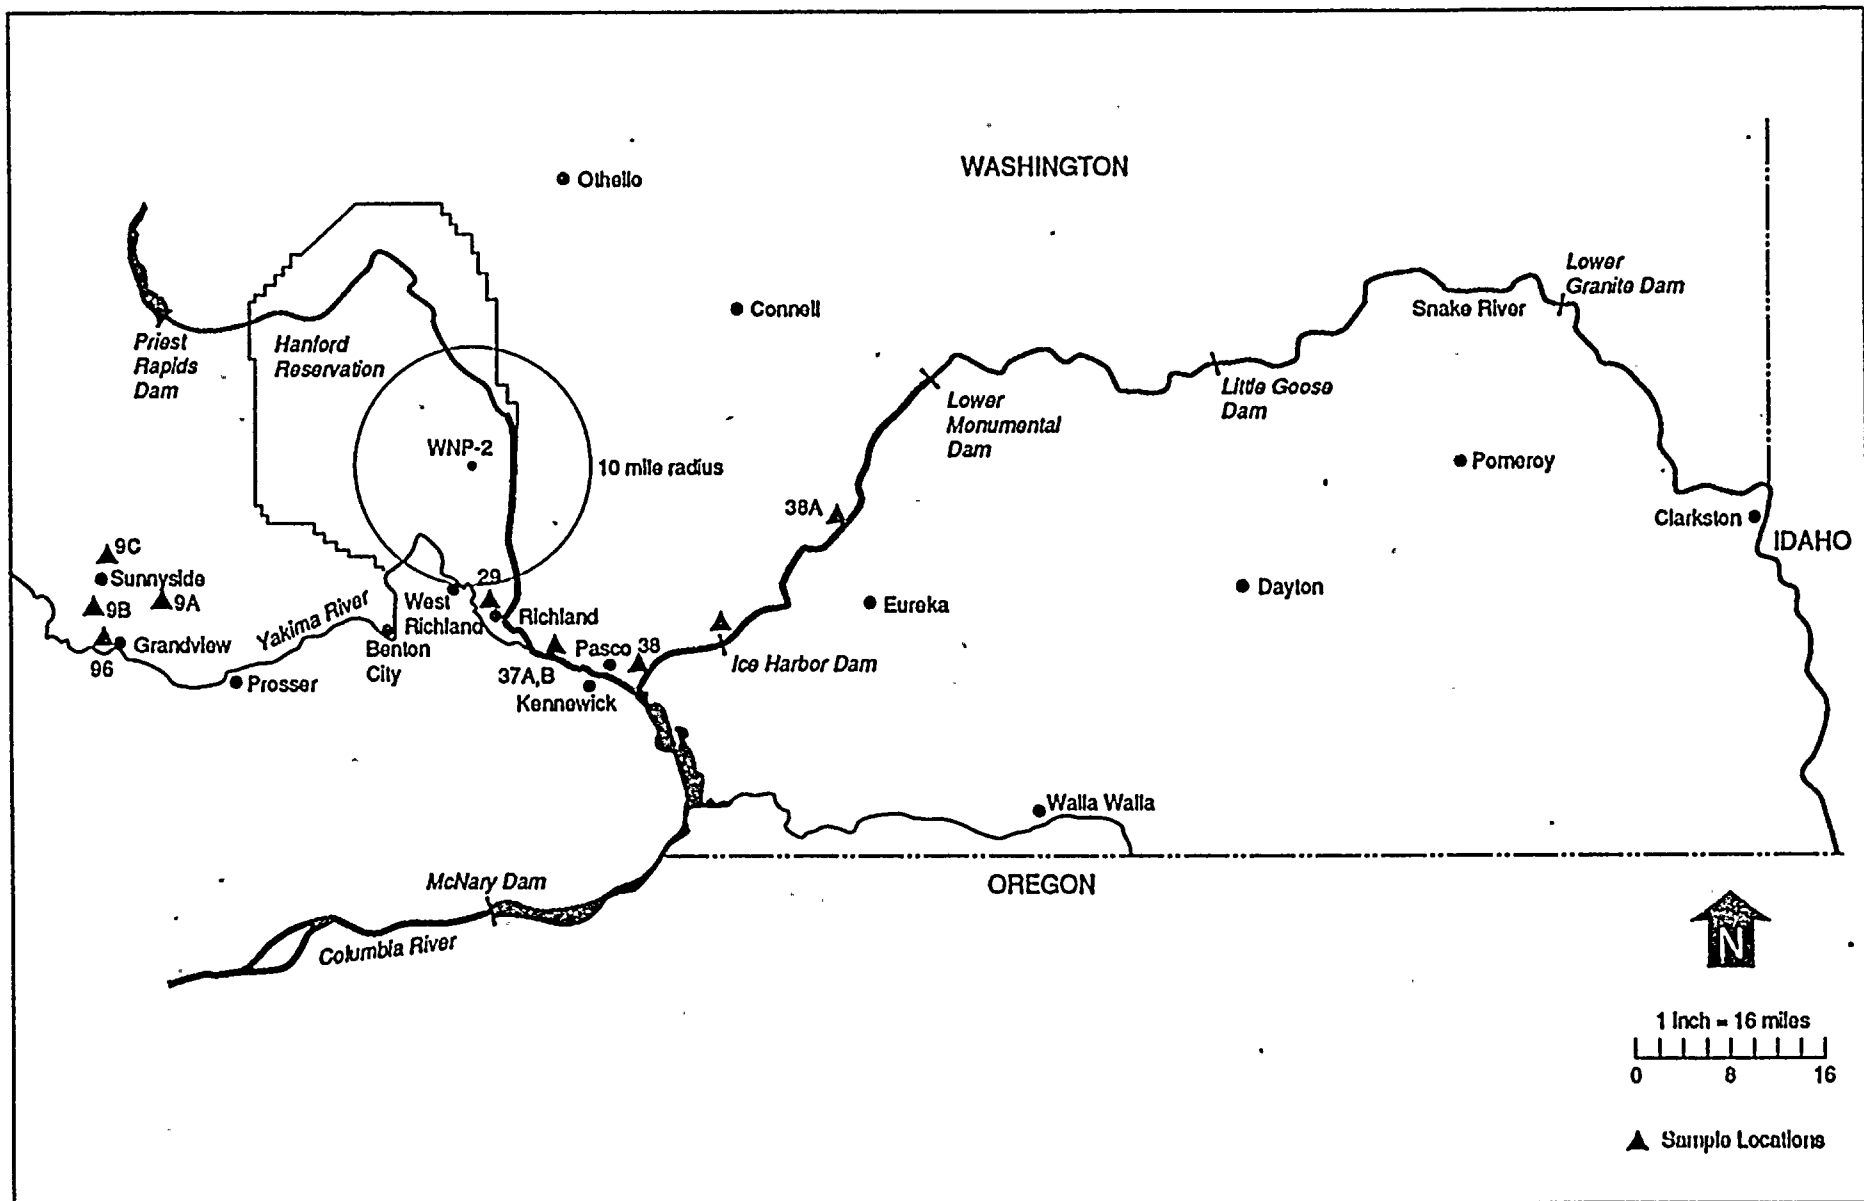 WASHINGTON
Othello
Connell
Lower
Granite Dam
Snake River
Priest
Rapids
Dam
Hanford
Reservation
Little Goose
Dam
Lower
Monumental
Dam
WNP-2
10 mile radius
Pomeroy
38A
Clarkston
IDAHO
9C
Sunnyside
9B
9A
29
West
Richland
Richland
Eureka
Dayton
Grandview
96
Yakima River
Benton
City
Prosser
37A,B
Pasco
38
Kennewick
Ice Harbor Dam
Walla Walla
McNary Dam
OREGON
Columbia River
N
1 inch = 16 miles
0 8 16
Sample Locations